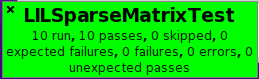 LILSparseMatrixTest
10 run, 10 passes, 0 skipped, 0
expected failures, 0 failures, 0 errors, 0
unexpected passes